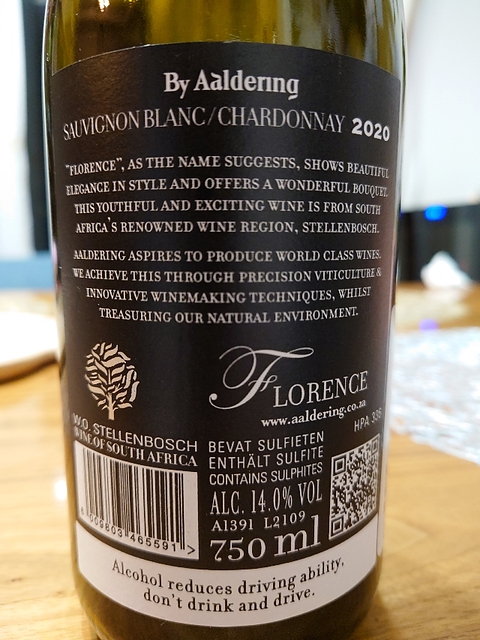 By Aaldering
SAUVIGNON BLANC/CHARDONNAY 2020
"FLORENCE", AS THE NAME SUGGESTS, SHOWS BEAUTIFUL
ELEGANCE IN STYLE AND OFFERS A WONDERFUL BOUQUET.
THIS YOUTHFUL AND EXCITING WINE IS FROM SOUTH
AFRICA'S RENOWNED WINE REGION, STELLENBOSCH.
AALDERING ASPIRES TO PRODUCE WORLD CLASS WINES.
WE ACHIEVE THIS THROUGH PRECISION VITICULTURE &
INNOVATIVE WINEMAKING TECHNIQUES, WHILST
TREASURING OUR NATURAL ENVIRONMENT.
FLORENCE
www.aaldering.co.za
HPA 336
W.O. STELLENBOSCH
WINE OF SOUTH AFRICA
BEVAT SULFIETEN
ENTHÄLT SULFITE
CONTAINS SULPHITES
ALC. 14.0% VOL
A1391 L2109
750 ml
6 009803 465591 >
Alcohol reduces driving ability,
don't drink and drive.